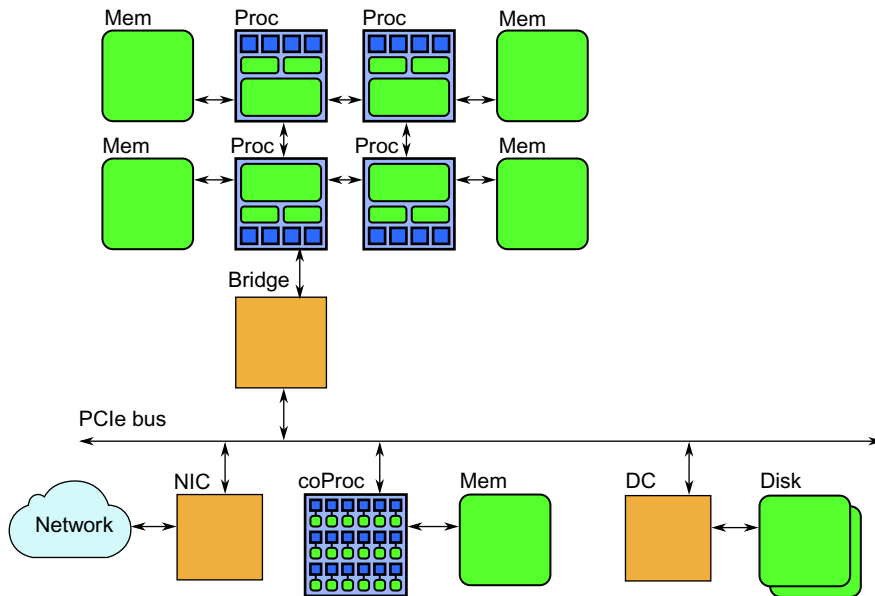 Mem
Proc
Proc
Mem
Mem
Proc
Proc
Mem
Bridge
PCIe bus
NIC
coProc
Mem
DC
Disk
Network